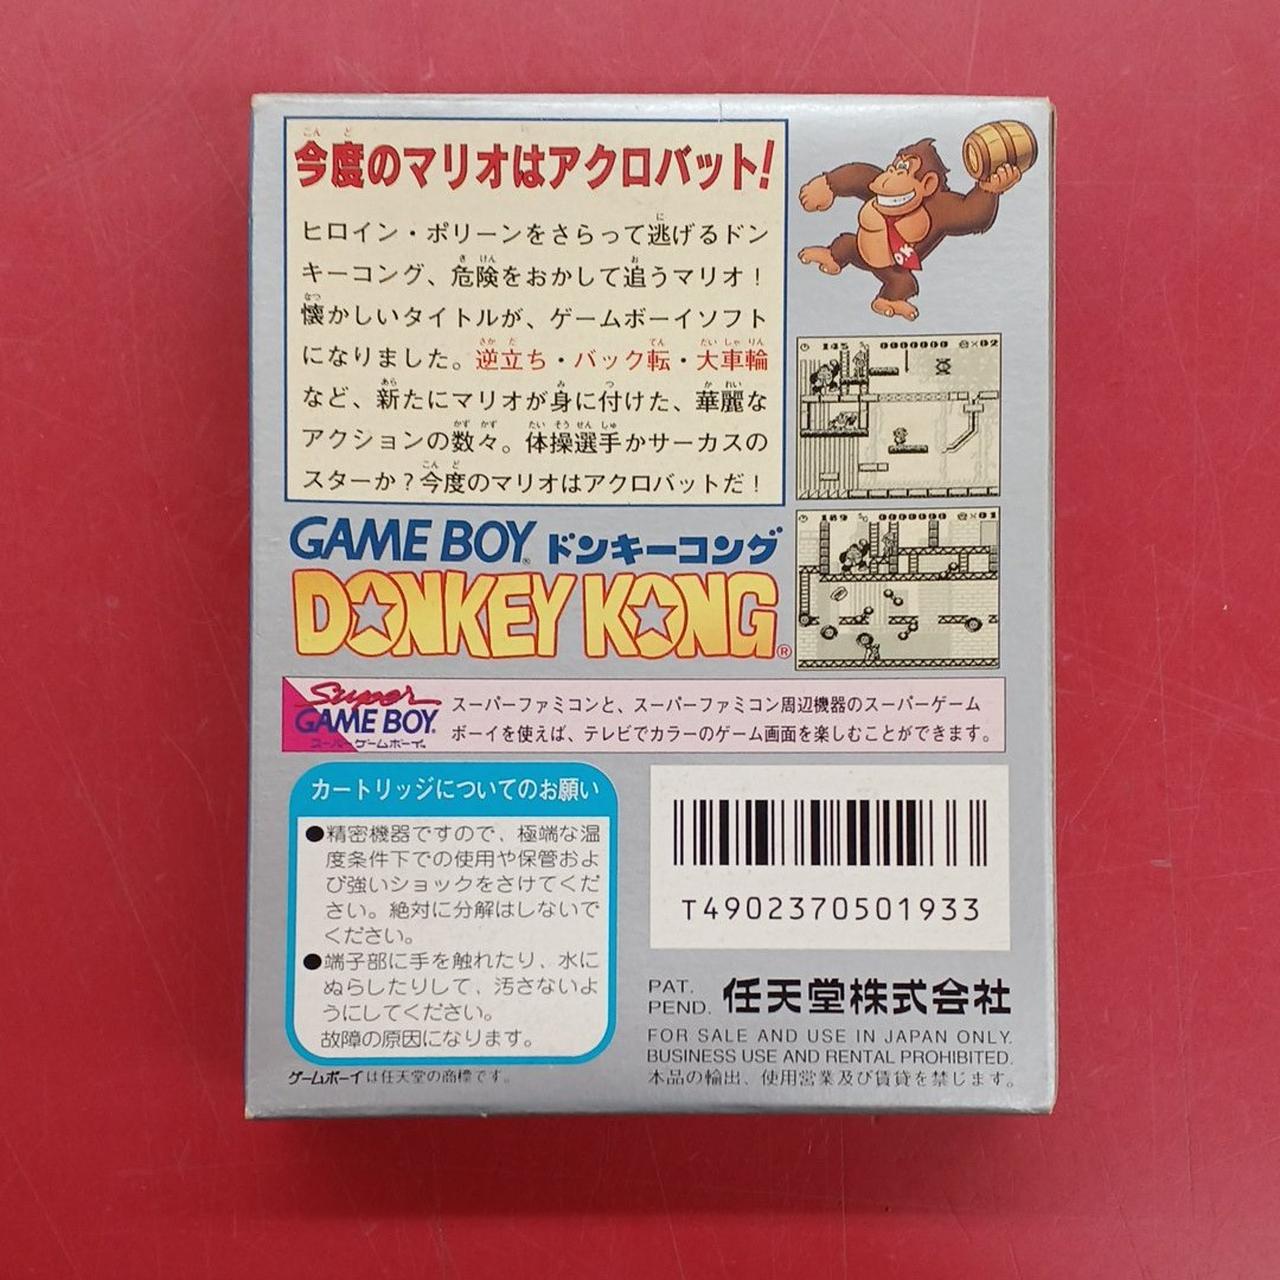 今度のマリオはアクロバット!
ヒロイン・ポリーンをさらって逃げるドン
キーコング、危険をおかして追うマリオ！
懐かしいタイトルが、ゲームボーイソフト
になりました。逆立ち・バック転・大車輪
など、新たにマリオが身に付けた、華麗な
アクションの数々。体操選手かサーカスの
スターか？今度のマリオはアクロバットだ！
GAME BOY ドンキーコング
DONKEY KONG®
Super
GAME BOY
スーパーゲームボーイ
スーパーファミコンと、スーパーファミコン周辺機器のスーパーゲーム
ボーイを使えば、テレビでカラーのゲーム画面を楽しむことができます。
カートリッジについてのお願い
●精密機器ですので、極端な温
度条件下での使用や保管およ
び強いショックをさけてくだ
さい。絶対に分解はしないで
ください。
●端子部に手を触れたり、水に
ぬらしたりして、汚さないよ
うにしてください。
故障の原因になります。
ゲームボーイは任天堂の商標です。
T4902370501933
PAT.
PEND. 任天堂株式会社
FOR SALE AND USE IN JAPAN ONLY.
BUSINESS USE AND RENTAL PROHIBITED.
本品の輸出、使用営業及び賃貸を禁じます。
DK